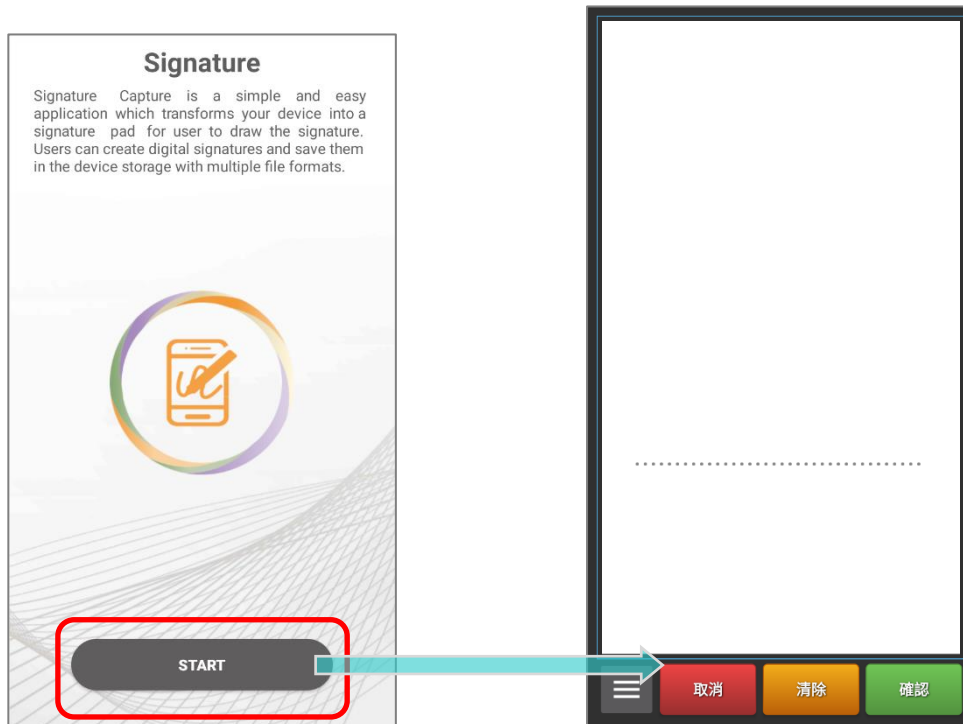 Signature
Signature Capture is a simple and easy
application which transforms your device into a
signature pad for user to draw the signature.
Users can create digital signatures and save them
in the device storage with multiple file formats.
START
取消
清除
確認